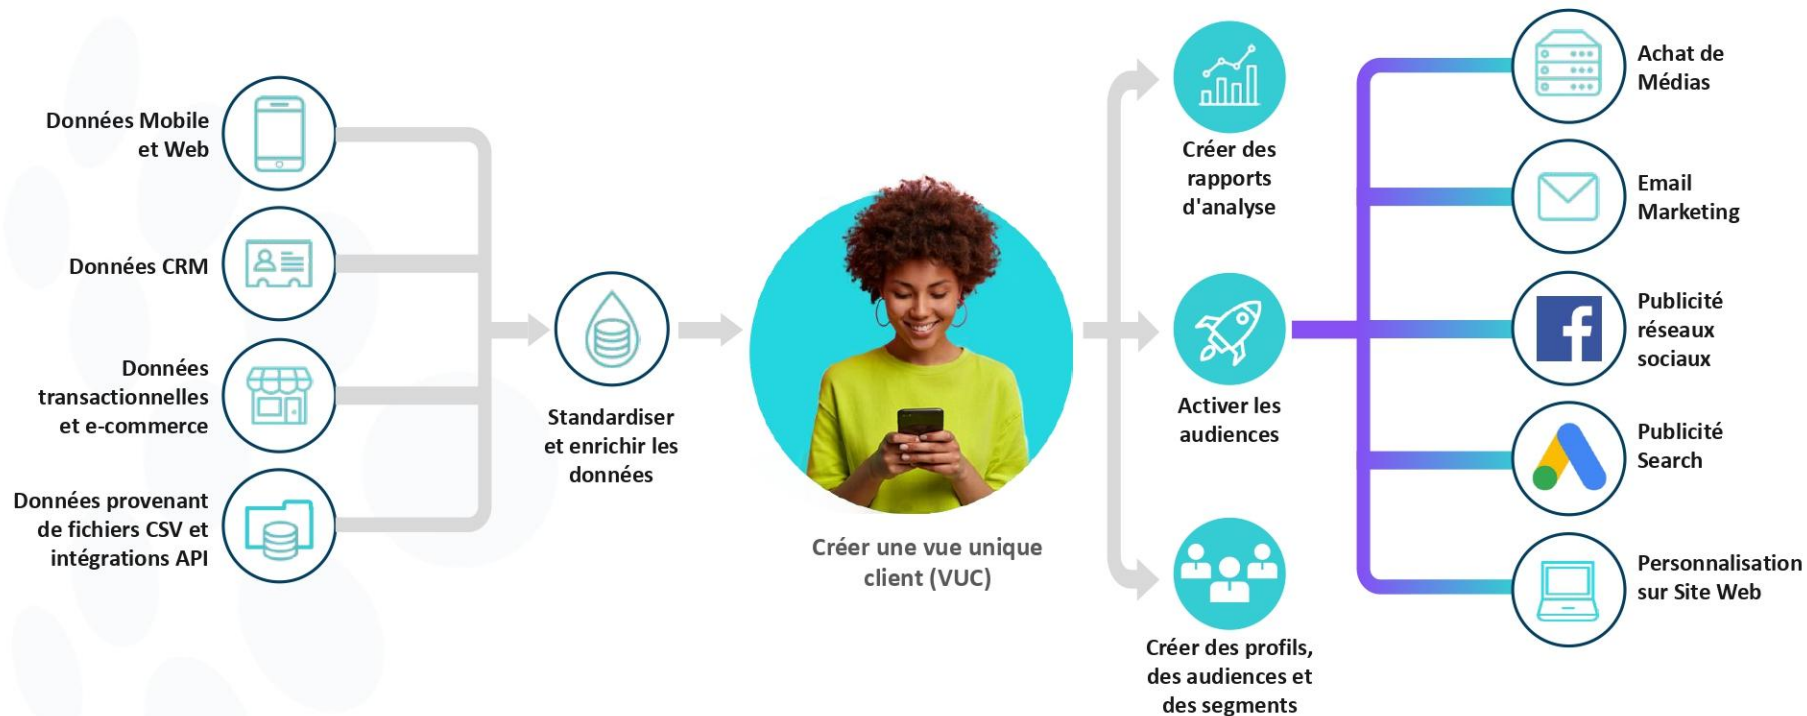 Données Mobile
et Web
Données CRM
Données
transactionnelles
et e-commerce
Données provenant
de fichiers CSV et
intégrations API
Standardiser
et enrichir les
données
Créer une vue unique
client (VUC)
Créer des
rapports
d'analyse
Activer les
audiences
Créer des profils,
des audiences et
des segments
Achat de
Médias
Email
Marketing
Publicité
réseaux
sociaux
Publicité
Search
Personnalisation
sur Site Web